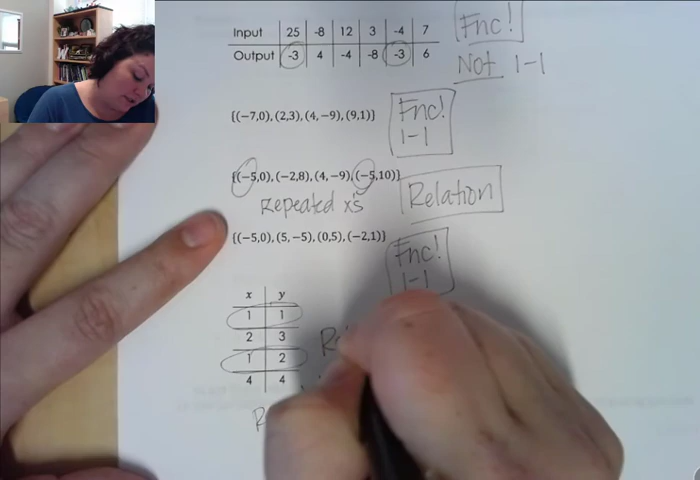 Input 25 -8 12 3 -4 7 Fnc!
Output -3 4 -4 -8 -3 6 Not 1-1
{(−7,0), (2,3), (4, −9), (9,1)} Fnc!
1-1
{(−5,0), (−2,8), (4, −9), (−5,10)} Relation
Repeated x's
{(−5,0), (5, −5), (0,5), (−2,1)} Fnc!
1-1
x y
1 1
2 3
1 2
4 4